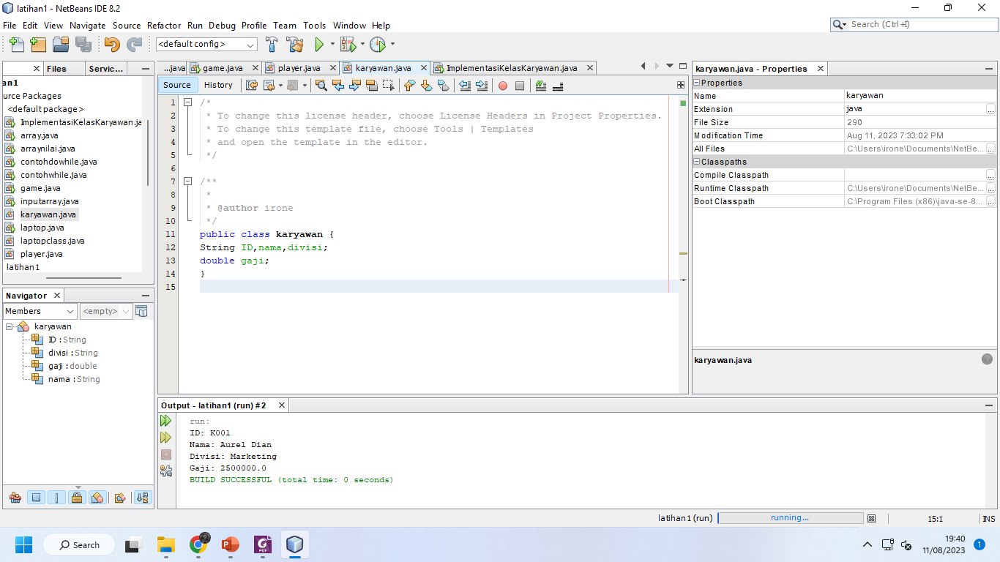 latihan1 - NetBeans IDE 8.2
File Edit View Navigate Source Refactor Run Debug Profile Team Tools Window Help
Search (Ctrl+I)
<default config>
Files Servic...
...java game.java player.java karyawan.java ImplementasiKelasKaryawan.java
karyawan.java - Properties
an1
urce Packages
<default package>
ImplementasiKelasKaryawan.ja
array.java
arraynilai.java
contohdowhile.java
contohwhile.java
game.java
inputarray.java
karyawan.java
laptop.java
laptopclass.java
player.java
latihan1
Navigator
Members <empty>
karyawan
ID : String
divisi : String
gaji : double
nama : String
Source History
1 /*
2 * To change this license header, choose License Headers in Project Properties.
3 * To change this template file, choose Tools | Templates
4 * and open the template in the editor.
5 */
6
7 /**
8 *
9 * @author irone
10 */
11 public class karyawan {
12 String ID,nama,divisi;
13 double gaji;
14 }
15
Properties
Name karyawan
Extension java ...
File Size 290
Modification Time Aug 11, 2023 7:33:02 PM
All Files C:\Users\irone\Documents\NetBe... ...
Classpaths
Compile Classpath ...
Runtime Classpath C:\Users\irone\Documents\NetBe... ...
Boot Classpath C:\Program Files (x86)\java-se-8... ...
karyawan.java
Output - latihan1 (run) #2
run:
ID: K001
Nama: Aurel Dian
Divisi: Marketing
Gaji: 2500000.0
BUILD SUCCESSFUL (total time: 0 seconds)
latihan1 (run) running... 15:1 INS
Search
19:40
11/08/2023
1